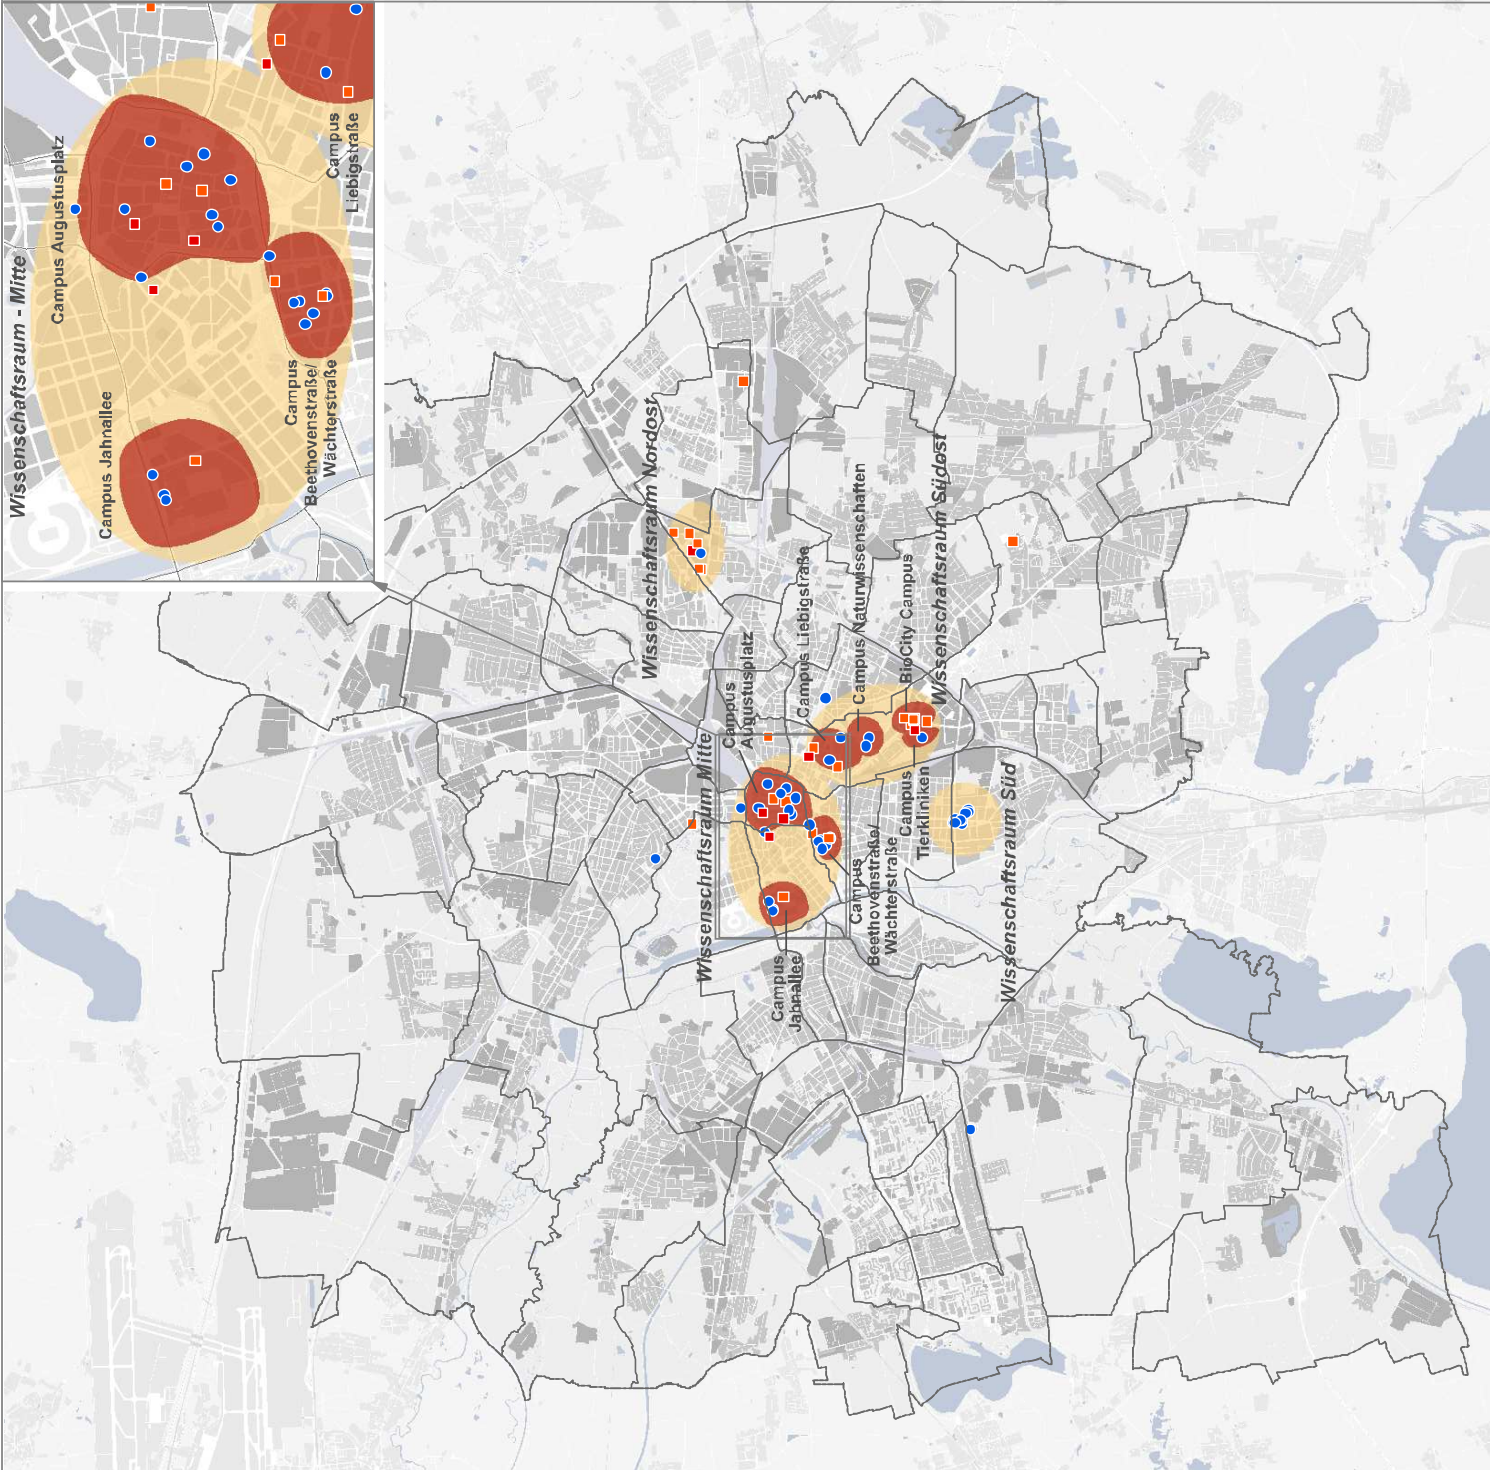 Wissenschaftsraum - Mitte
Campus Augustusplatz
Campus Jahnallee
Campus
Beethovenstraße/
Wächterstraße
Campus
Liebigstraße
Wissenschaftsraum Nordost
Wissenschaftsraum Mitte
Campus
Augustusplatz
Campus Liebigstraße
Campus Naturwissenschaften
BioCity Campus
Wissenschaftsraum Südost
Campus
Jahnallee
Campus
Beethovenstraße/
Wächterstraße
Campus
Tierkliniken
Wissenschaftsraum Süd